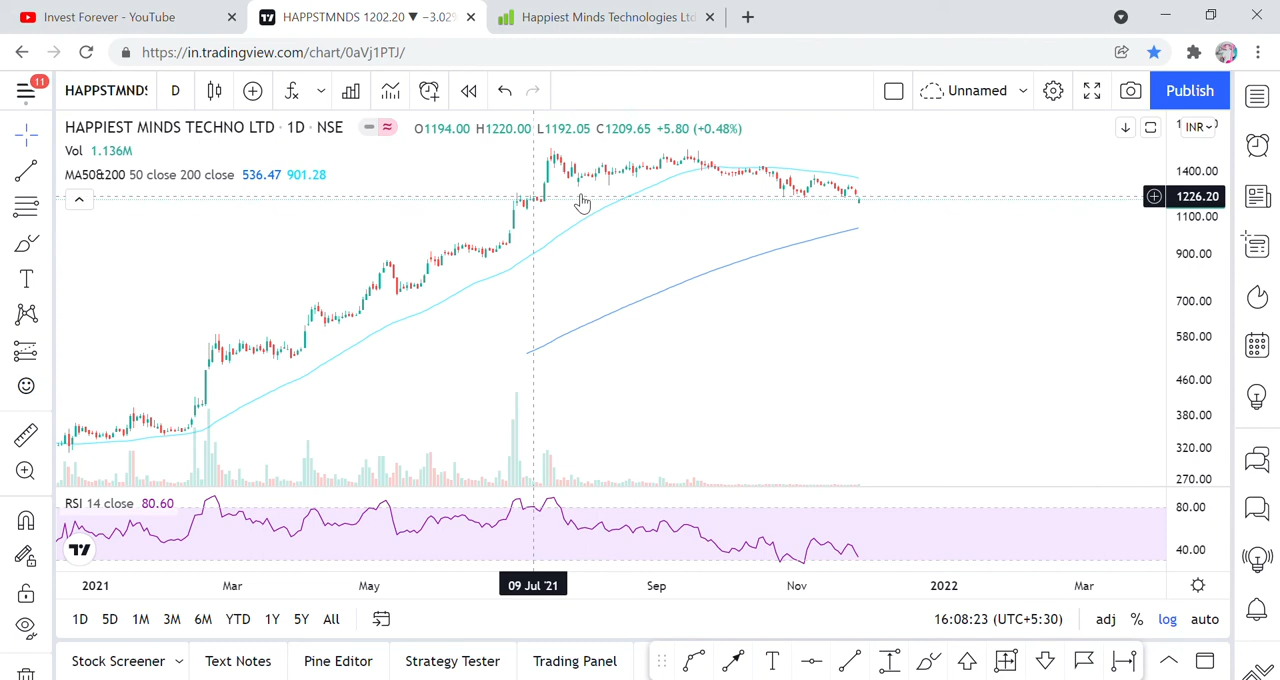 Invest Forever - YouTube
HAPPSTMNDS 1202.20 ▼ −3.02%
Happiest Minds Technologies Ltd
https://in.tradingview.com/chart/0aVj1PTJ/
11
HAPPSTMNDS
D
Unnamed
Publish
HAPPIEST MINDS TECHNO LTD · 1D · NSE
O1194.00 H1220.00 L1192.05 C1209.65 +5.80 (+0.48%)
INR
Vol 1.136M
MA50&200 50 close 200 close 536.47 901.28
1400.00
1226.20
1100.00
900.00
700.00
580.00
460.00
380.00
320.00
270.00
RSI 14 close 80.60
80.00
40.00
2021
Mar
May
09 Jul '21
Sep
Nov
2022
Mar
1D 5D 1M 3M 6M YTD 1Y 5Y All
16:08:23 (UTC+5:30)
adj % log auto
Stock Screener
Text Notes
Pine Editor
Strategy Tester
Trading Panel